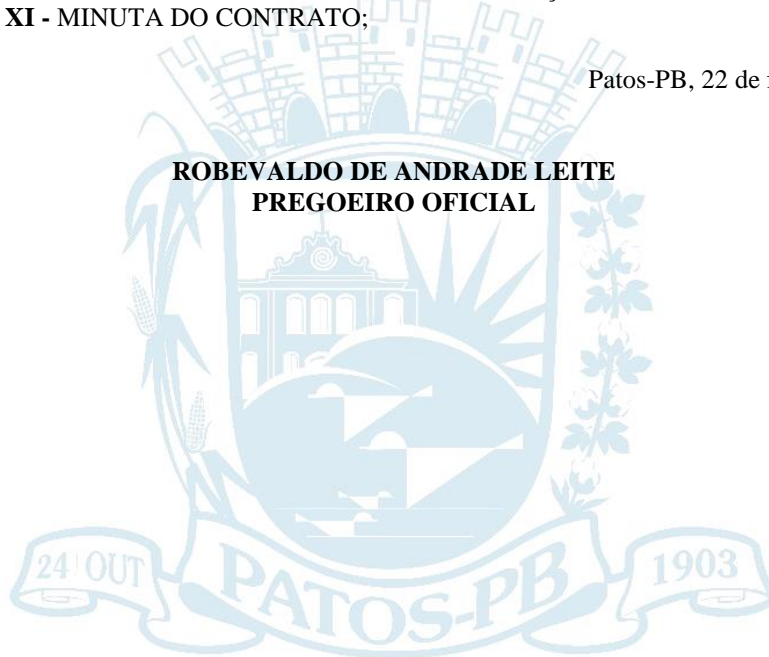 XI - MINUTA DO CONTRATO;
Patos-PB, 22 de
ROBEVALDO DE ANDRADE LEITE
PREGOEIRO OFICIAL
24 OUT
PATOS-PB
1903